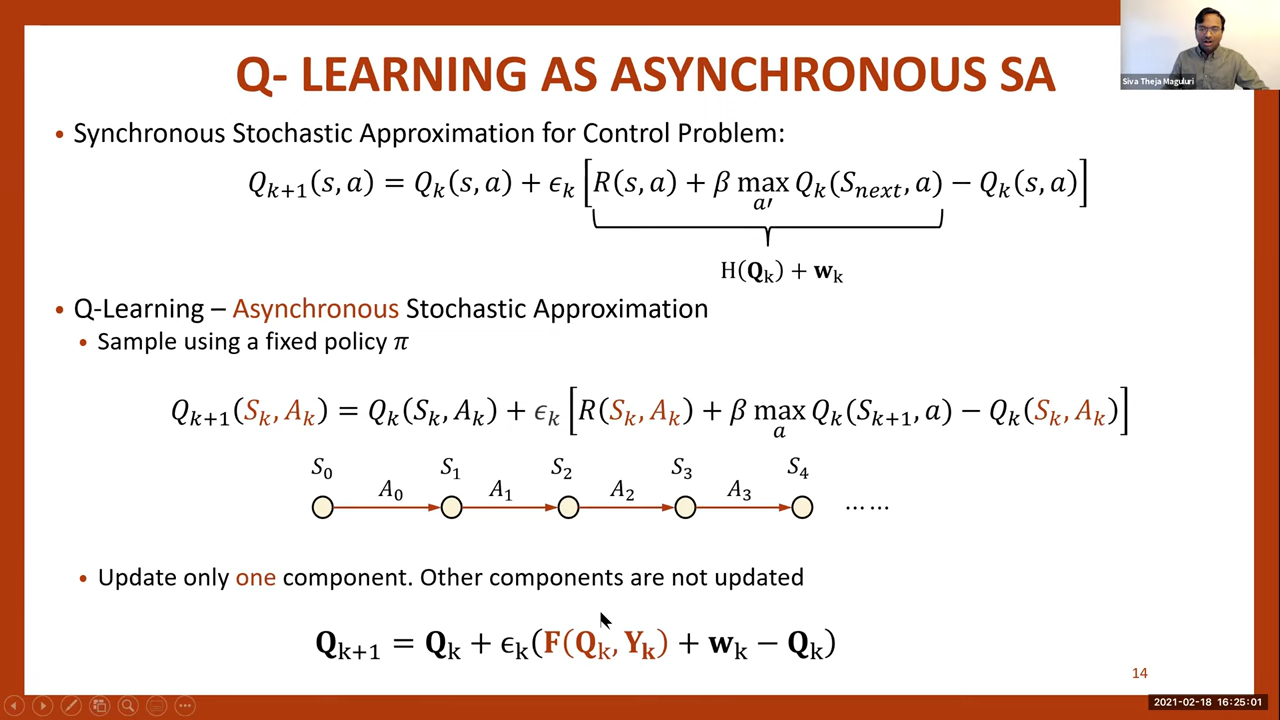 Siva Theja Maguluri
Q- LEARNING AS ASYNCHRONOUS SA
• Synchronous Stochastic Approximation for Control Problem:
Q_{k+1}(s, a) = Q_k(s, a) + ϵ_k [R(s, a) + β max_{a′} Q_k(S_{next}, a) − Q_k(s, a)]
H(Q_k) + w_k
• Q-Learning – Asynchronous Stochastic Approximation
• Sample using a fixed policy π
Q_{k+1}(S_k, A_k) = Q_k(S_k, A_k) + ϵ_k [R(S_k, A_k) + β max_a Q_k(S_{k+1}, a) − Q_k(S_k, A_k)]
S_0 S_1 S_2 S_3 S_4
A_0 A_1 A_2 A_3
... ...
• Update only one component. Other components are not updated
Q_{k+1} = Q_k + ϵ_k(F(Q_k, Y_k) + w_k − Q_k)
14
2021-02-18 16:25:01